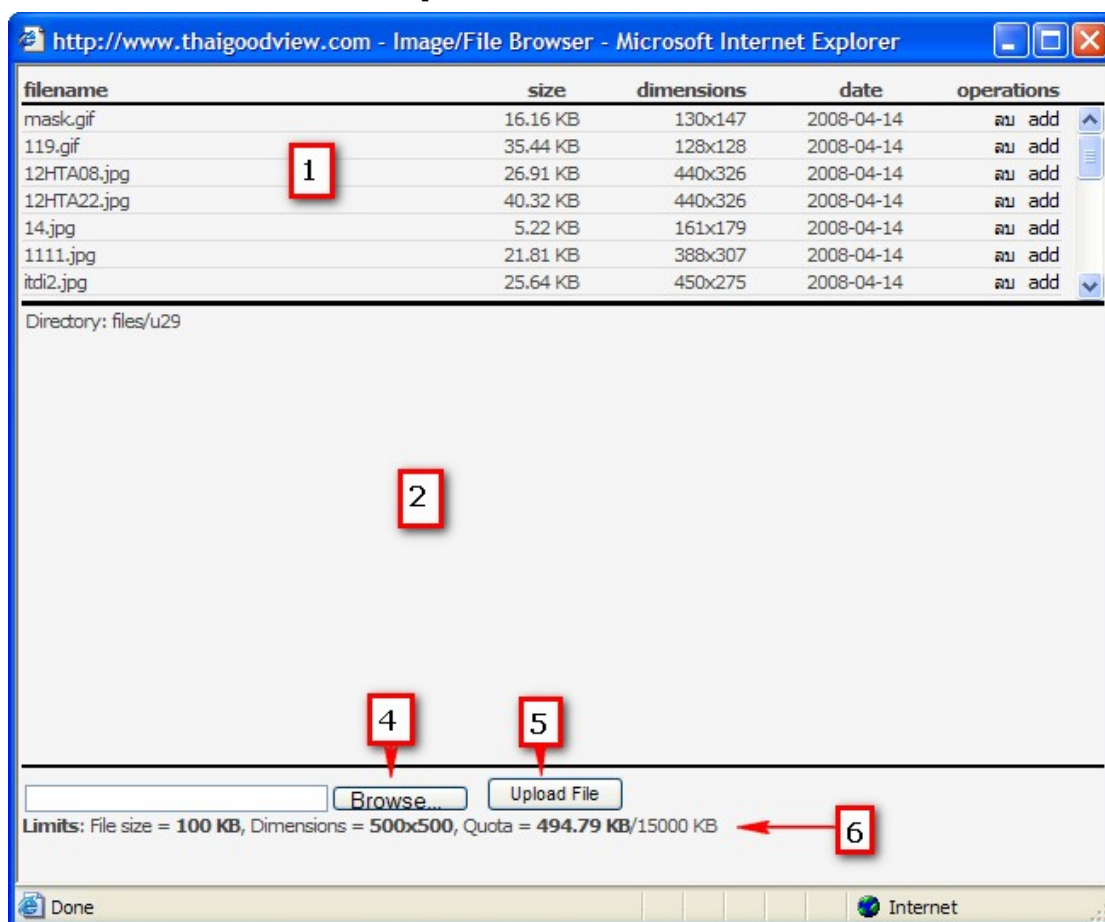 http://www.thaigoodview.com - Image/File Browser - Microsoft Internet Explorer
filename size dimensions date operations
mask.gif 16.16 KB 130x147 2008-04-14 ลบ add
119.gif 35.44 KB 128x128 2008-04-14 ลบ add
12HTA08.jpg 26.91 KB 440x326 2008-04-14 ลบ add
12HTA22.jpg 40.32 KB 440x326 2008-04-14 ลบ add
14.jpg 5.22 KB 161x179 2008-04-14 ลบ add
1111.jpg 21.81 KB 388x307 2008-04-14 ลบ add
itdi2.jpg 25.64 KB 450x275 2008-04-14 ลบ add
1
Directory: files/u29
2
4 5
Browse... Upload File
Limits: File size = 100 KB, Dimensions = 500x500, Quota = 494.79 KB/15000 KB
6
Done Internet